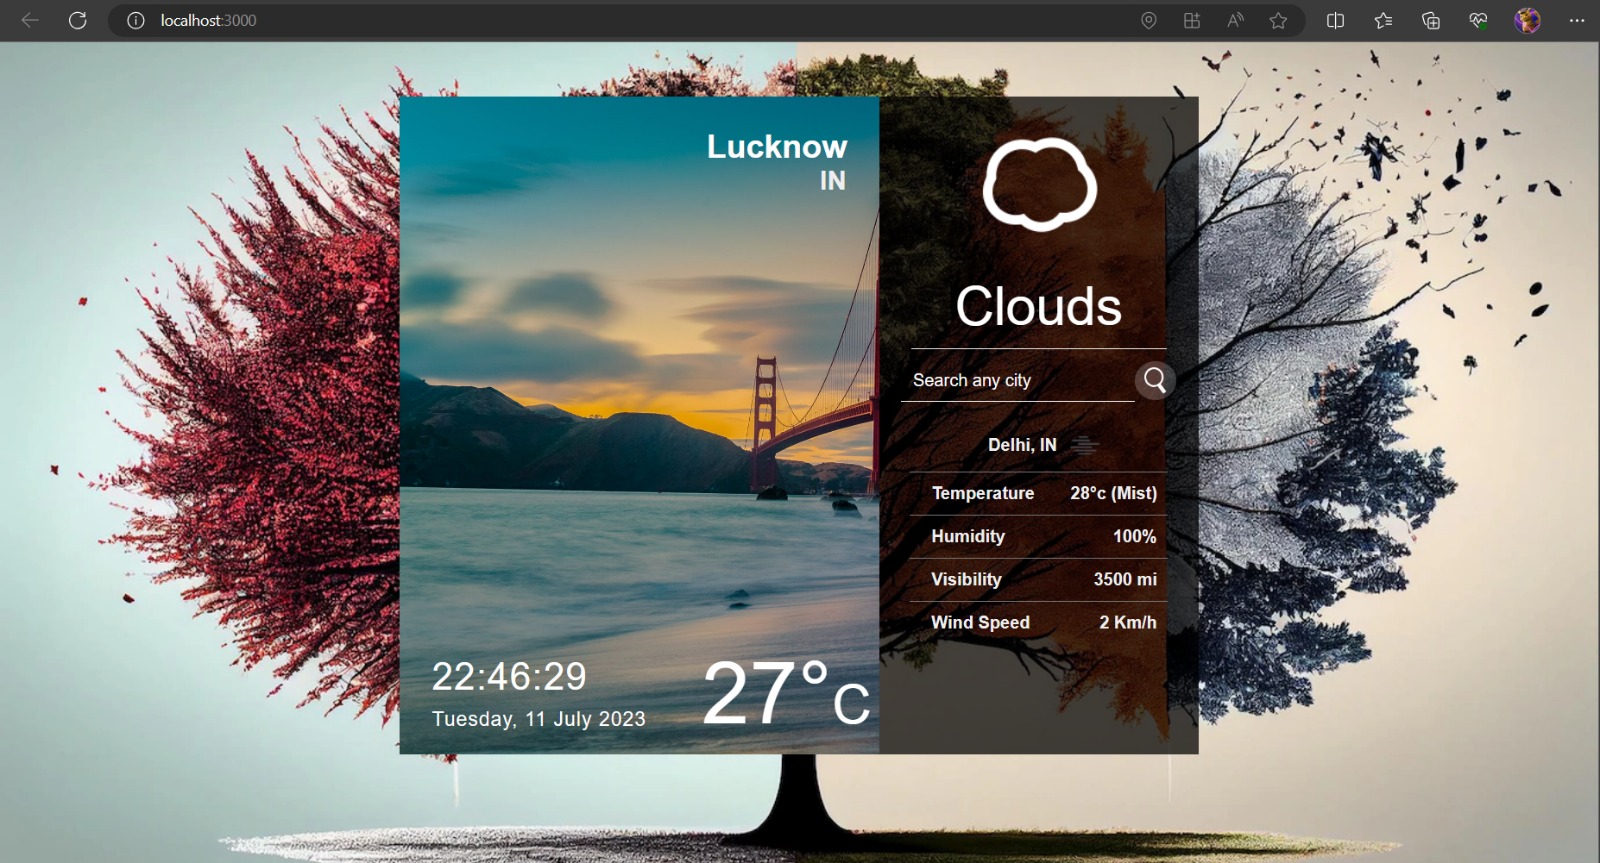 localhost:3000
Lucknow
IN
22:46:29
Tuesday, 11 July 2023
27°C
Clouds
Search any city
Delhi, IN
Temperature 28°c (Mist)
Humidity 100%
Visibility 3500 mi
Wind Speed 2 Km/h